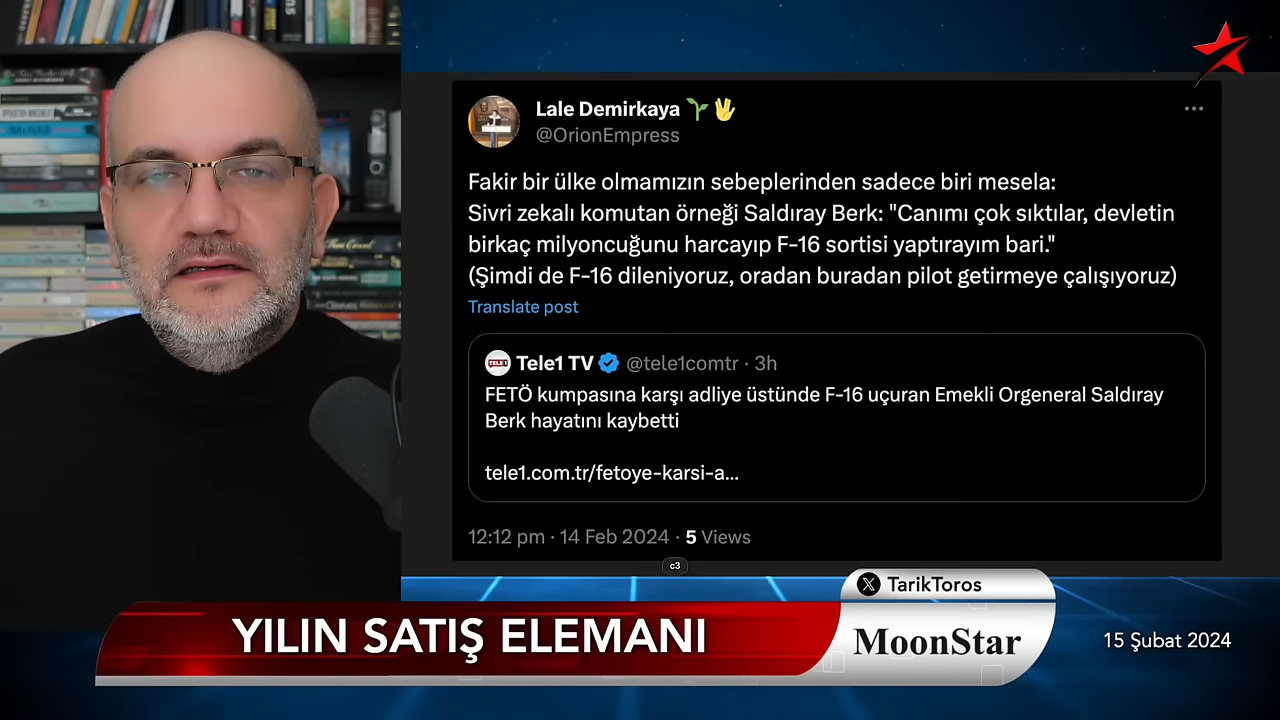 Lale Demirkaya 🌱🖖
@OrionEmpress
Fakir bir ülke olmamızın sebeplerinden sadece biri mesela:
Sivri zekalı komutan örneği Saldıray Berk: "Canımı çok sıktılar, devletin
birkaç milyoncuğunu harcayıp F-16 sortisi yaptırayım bari."
(Şimdi de F-16 dileniyoruz, oradan buradan pilot getirmeye çalışıyoruz)
Translate post
TELE1 Tele1 TV @tele1comtr · 3h
FETÖ kumpasına karşı adliye üstünde F-16 uçuran Emekli Orgeneral Saldıray
Berk hayatını kaybetti
tele1.com.tr/fetoye-karsi-a...
12:12 pm · 14 Feb 2024 · 5 Views
c3
X TarikToros
YILIN SATIŞ ELEMANI
MoonStar
15 Şubat 2024